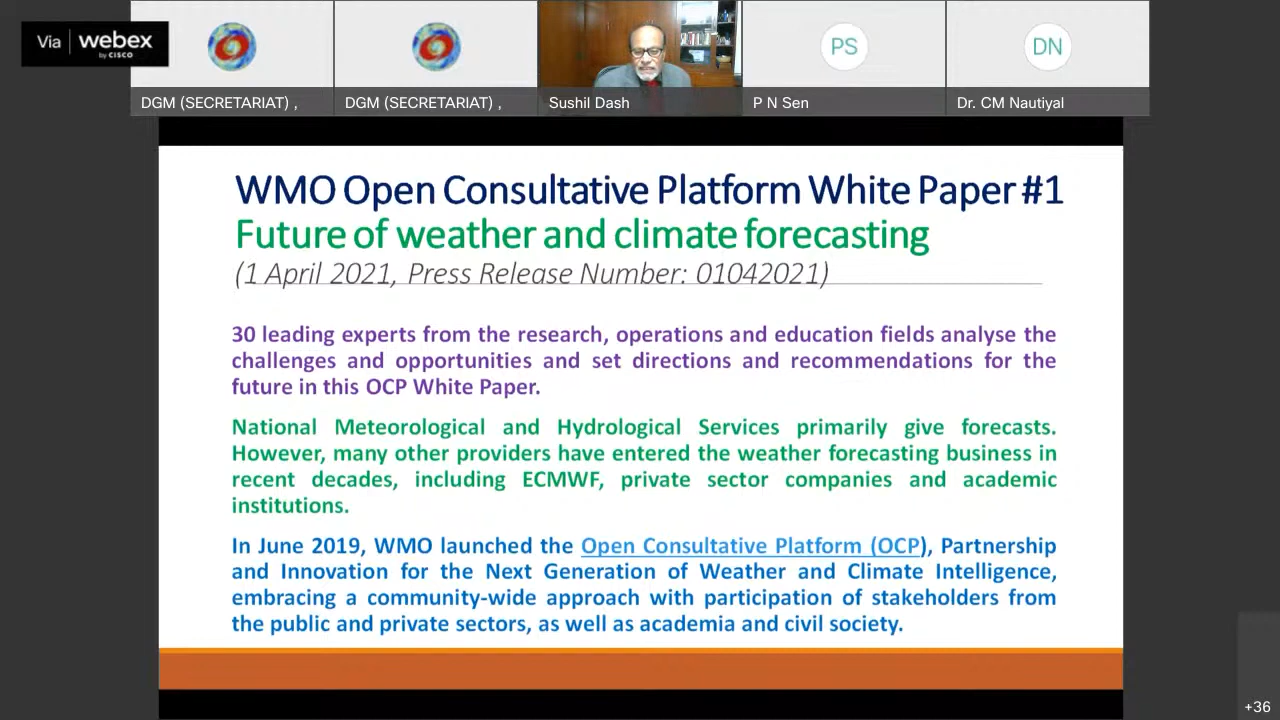 Via webex
by CISCO
DGM (SECRETARIAT) ,
DGM (SECRETARIAT) ,
Sushil Dash
PS
P N Sen
DN
Dr. CM Nautiyal
WMO Open Consultative Platform White Paper #1
Future of weather and climate forecasting
(1 April 2021, Press Release Number: 01042021)
30 leading experts from the research, operations and education fields analyse the
challenges and opportunities and set directions and recommendations for the
future in this OCP White Paper.
National Meteorological and Hydrological Services primarily give forecasts.
However, many other providers have entered the weather forecasting business in
recent decades, including ECMWF, private sector companies and academic
institutions.
In June 2019, WMO launched the Open Consultative Platform (OCP), Partnership
and Innovation for the Next Generation of Weather and Climate Intelligence,
embracing a community-wide approach with participation of stakeholders from
the public and private sectors, as well as academia and civil society.
+36